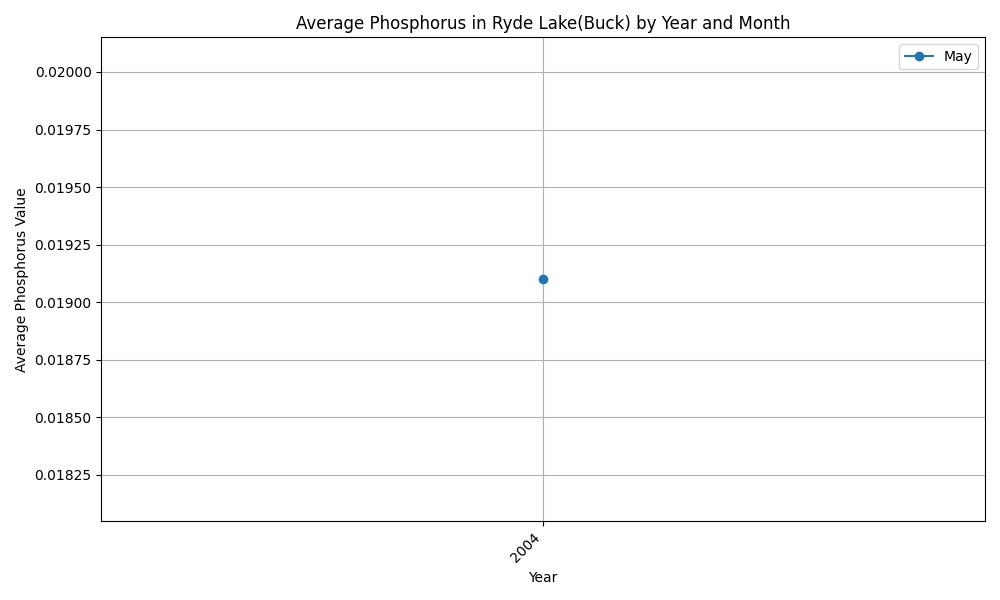 Average Phosphorus in Ryde Lake(Buck) by Year and Month
May
Average Phosphorus Value
0.02000
0.01975
0.01950
0.01925
0.01900
0.01875
0.01850
0.01825
2004
Year